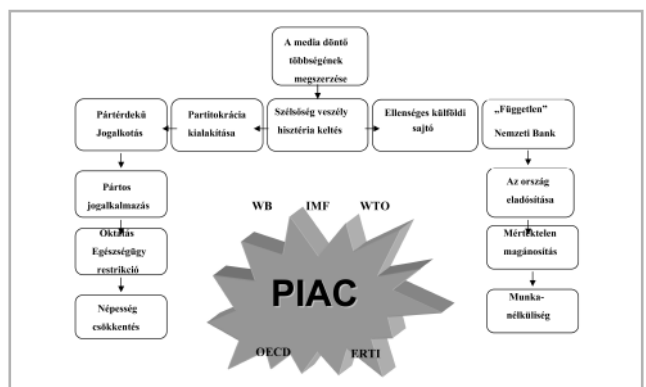 A media döntő
többségének
megszerzése
Pártérdekű
Jogalkotás
Partitokrácia
kialakítása
Szélsőség veszély
hisztéria keltés
Ellenséges külföldi
sajtó
„Független”
Nemzeti Bank
Pártos
jogalkalmazás
Az ország
eladósítása
WB IMF WTO
Oktatás
Egészségügy
restrikció
Mértéktelen
magánosítás
PIAC
Népesség
csökkentés
Munka-
nélküliség
OECD ERTI